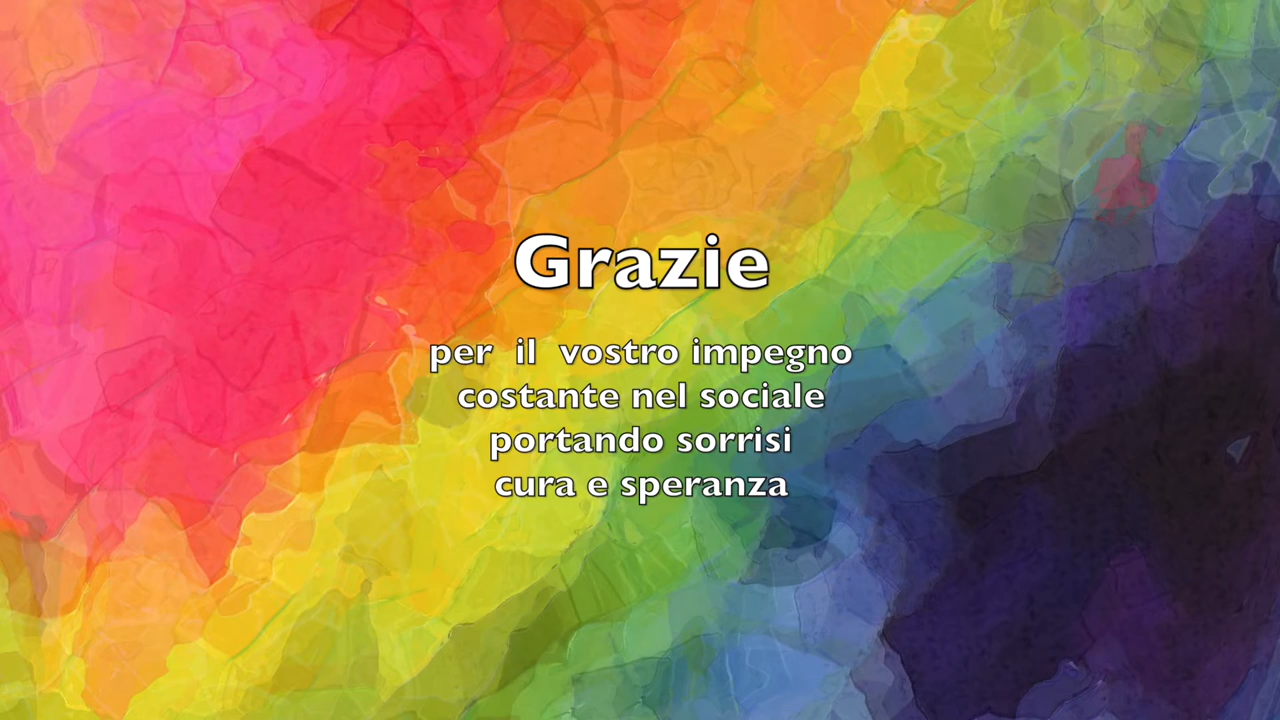 Grazie
per il vostro impegno
costante nel sociale
portando sorrisi
cura e speranza